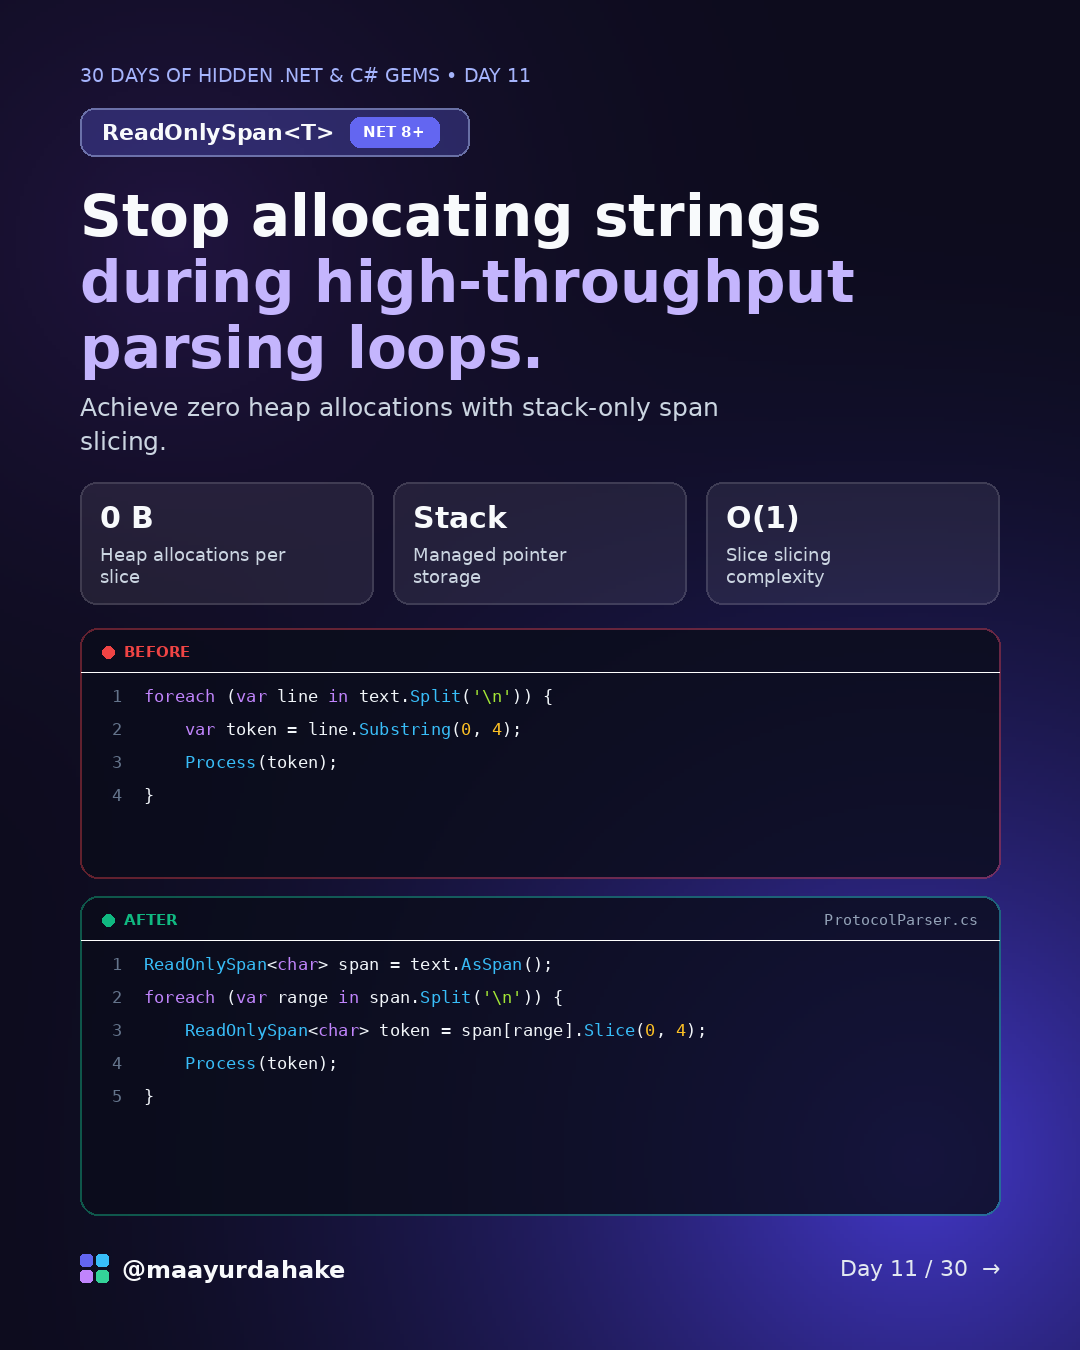 30 DAYS OF HIDDEN .NET & C# GEMS • DAY 11
ReadOnlySpan<T> NET 8+
Stop allocating strings
during high-throughput
parsing loops.
Achieve zero heap allocations with stack-only span
slicing.
0 B
Heap allocations per
slice
Stack
Managed pointer
storage
O(1)
Slice slicing
complexity
BEFORE
1 foreach (var line in text.Split('\n')) {
2     var token = line.Substring(0, 4);
3     Process(token);
4 }
AFTER ProtocolParser.cs
1 ReadOnlySpan<char> span = text.AsSpan();
2 foreach (var range in span.Split('\n')) {
3     ReadOnlySpan<char> token = span[range].Slice(0, 4);
4     Process(token);
5 }
@maayurdahake
Day 11 / 30 →